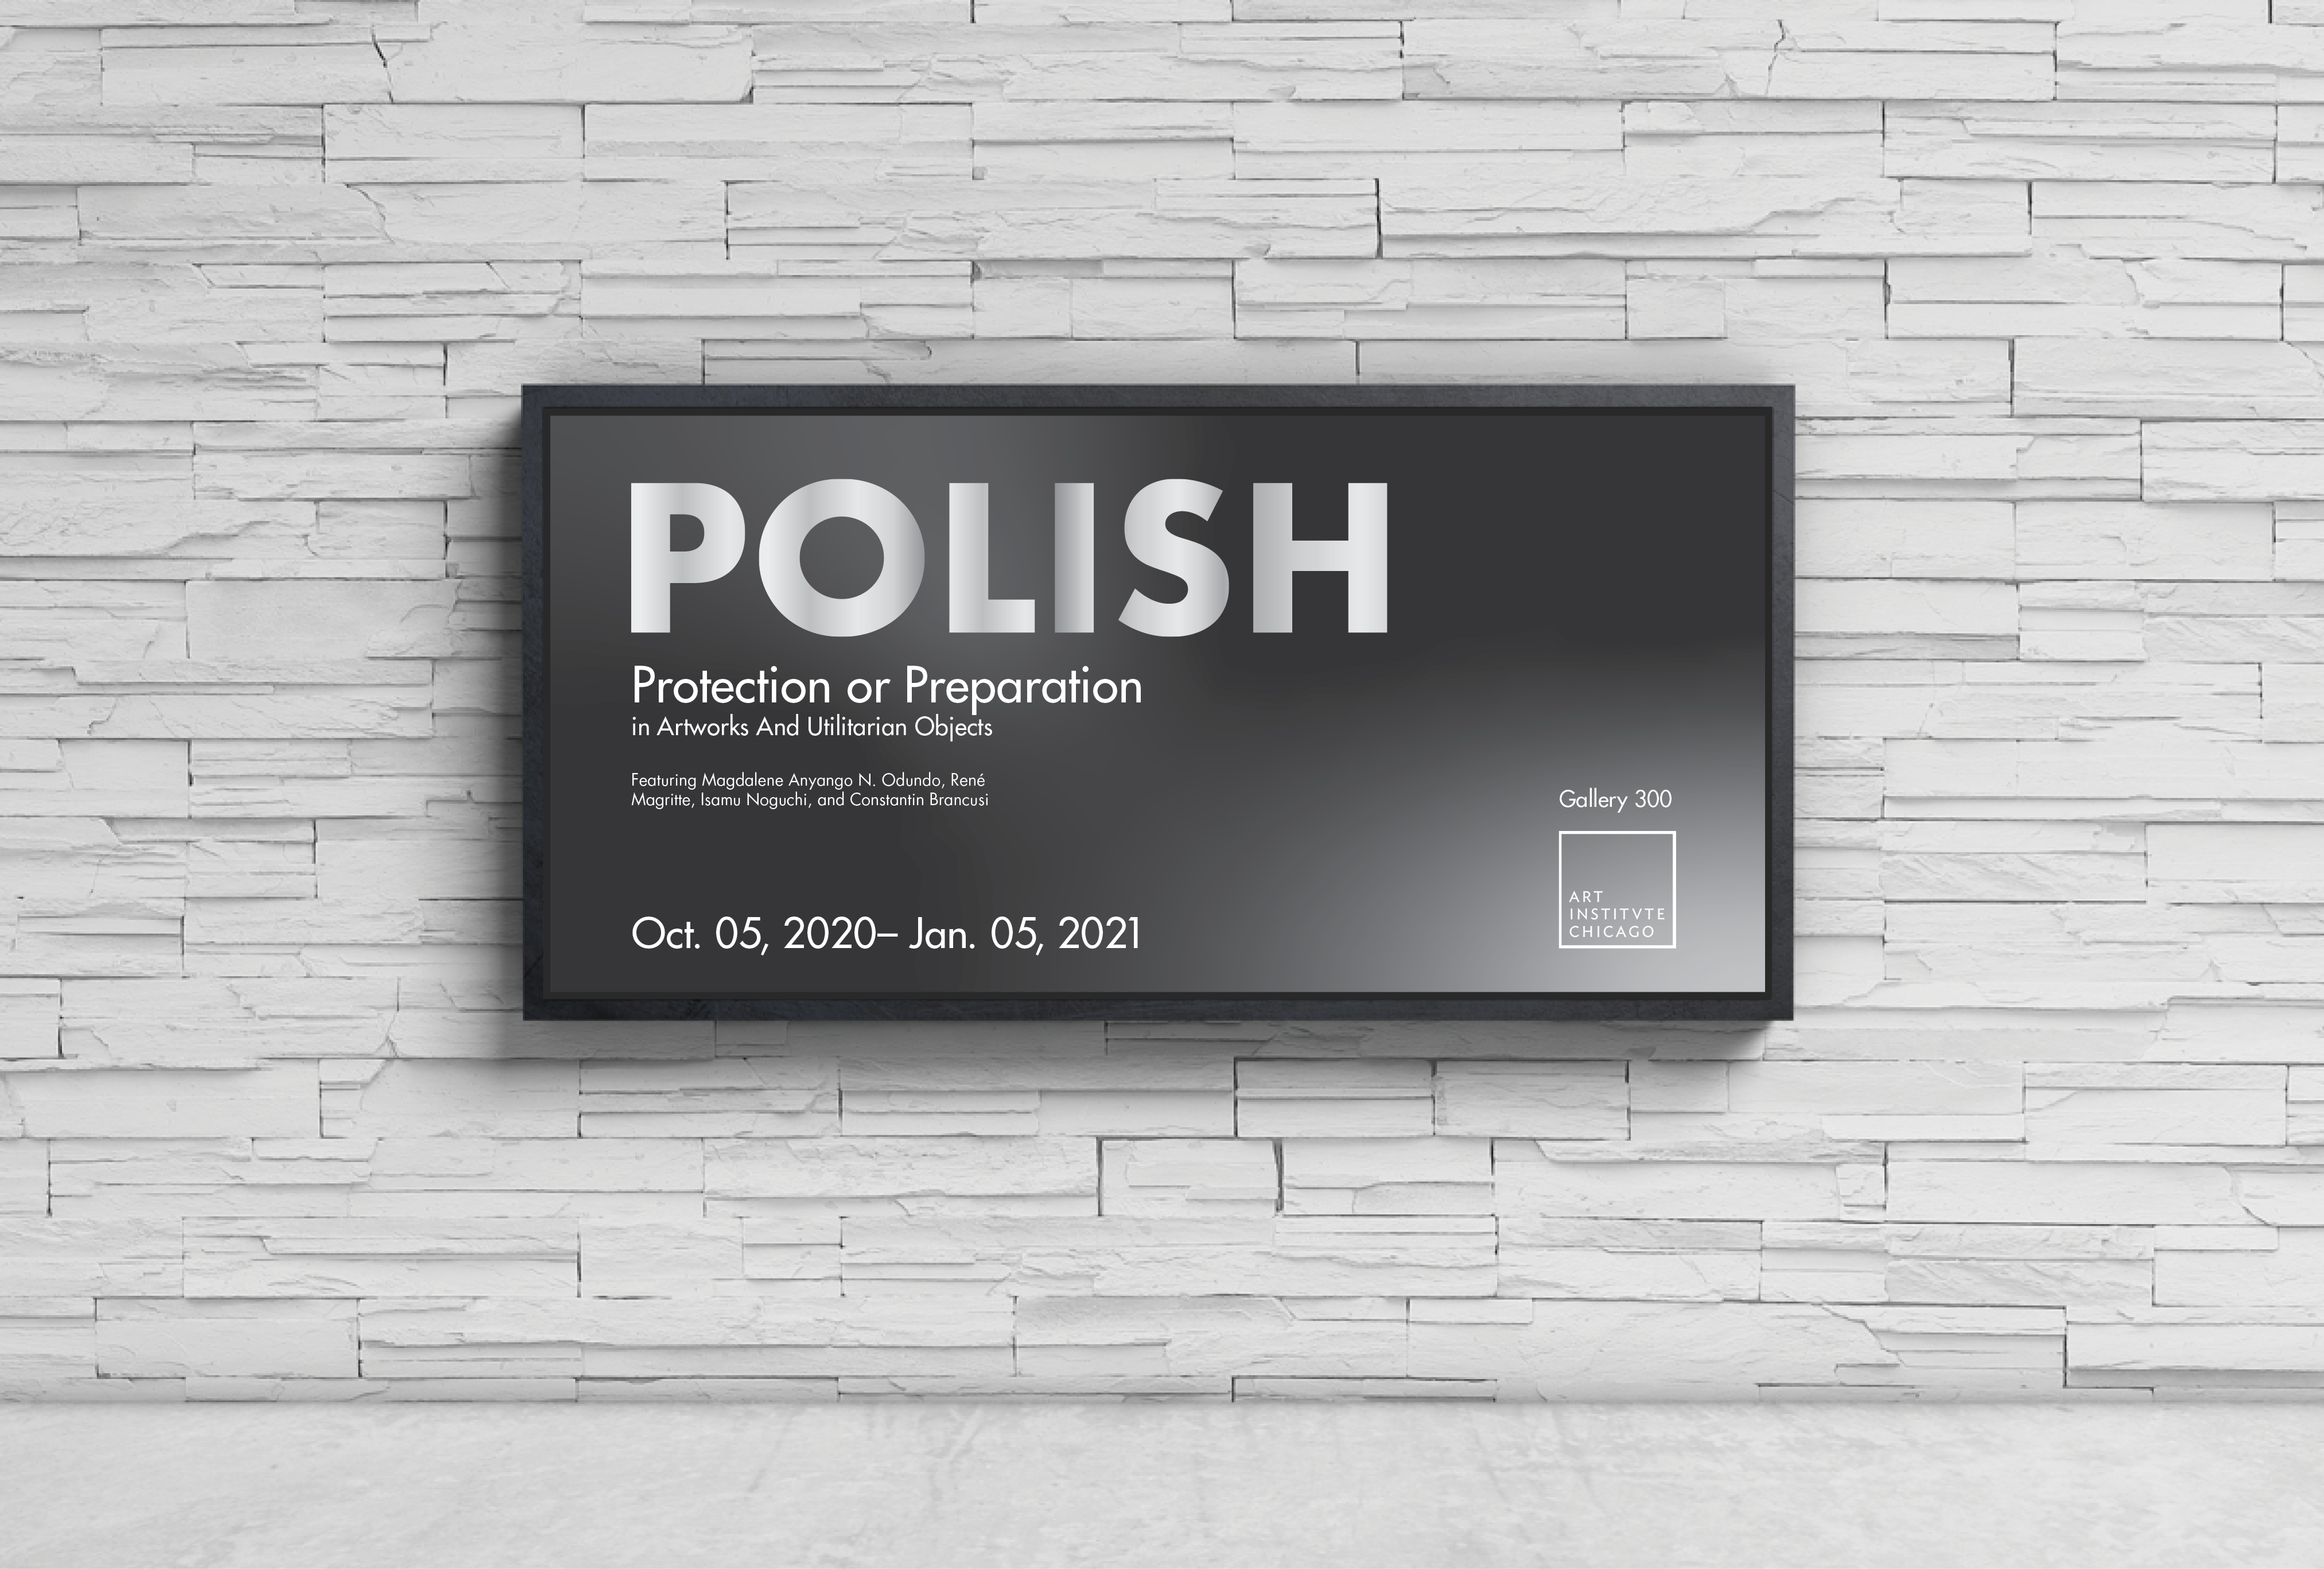 POLISH
Protection or Preparation
in Artworks And Utilitarian Objects
Featuring Magdalene Anyango N. Odundo, René
Magritte, Isamu Noguchi, and Constantin Brancusi
Oct. 05, 2020– Jan. 05, 2021
Gallery 300
ART
INSTITVTE
CHICAGO